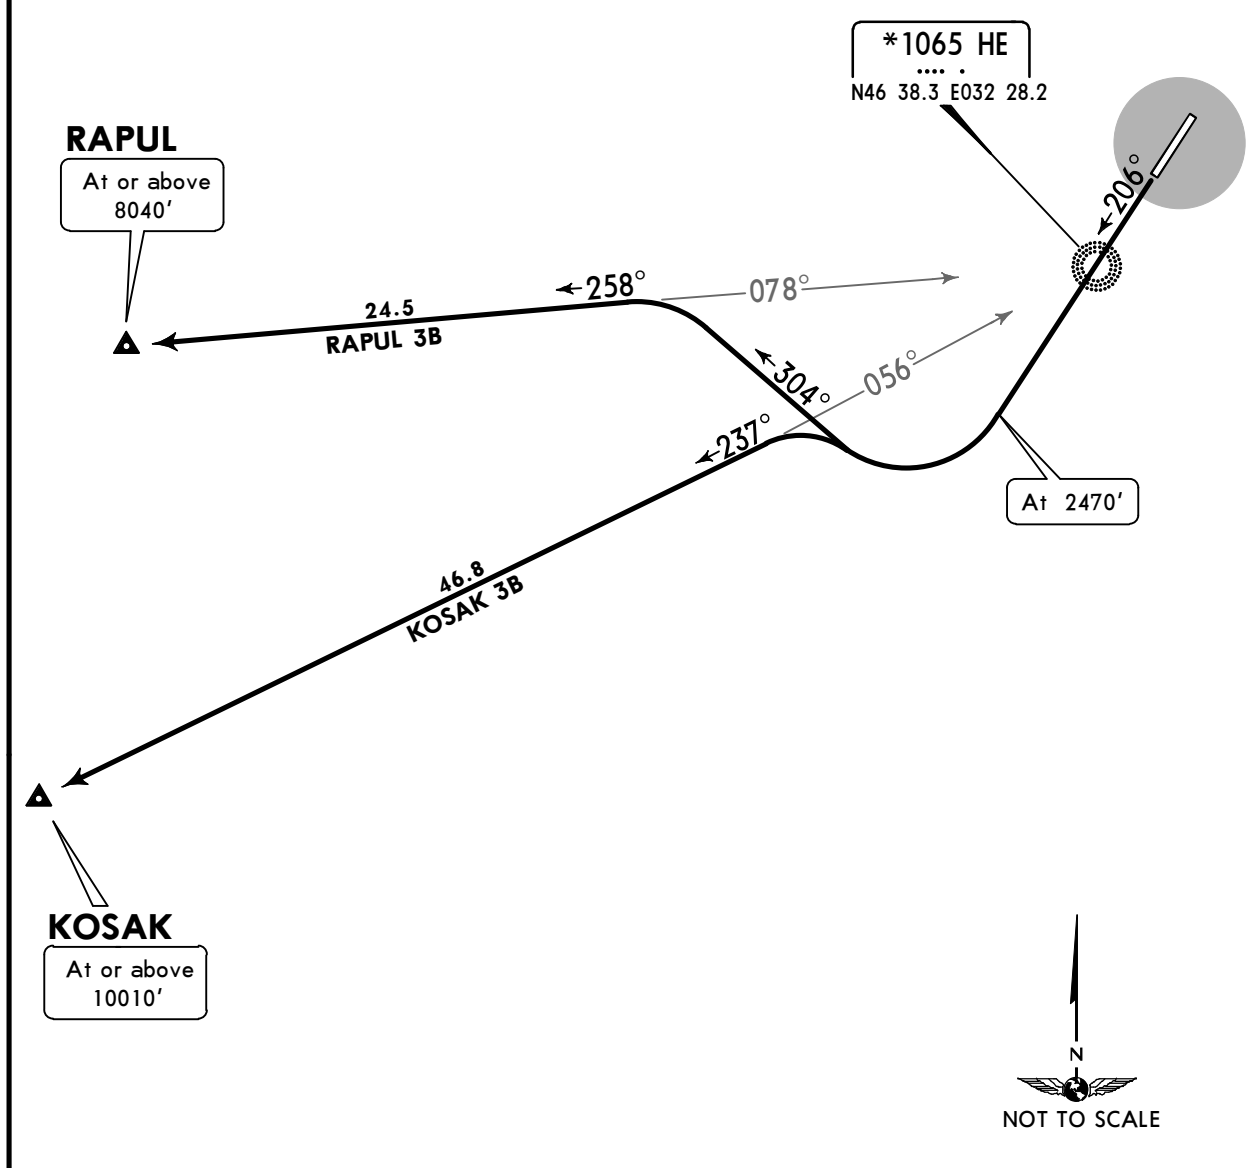 *1065 HE
N46 38.3 E032 28.2
RAPUL
At or above
8040'
206°
258°
078°
24.5
RAPUL 3B
304°
056°
237°
At 2470'
46.8
KOSAK 3B
KOSAK
At or above
10010'
N
NOT TO SCALE